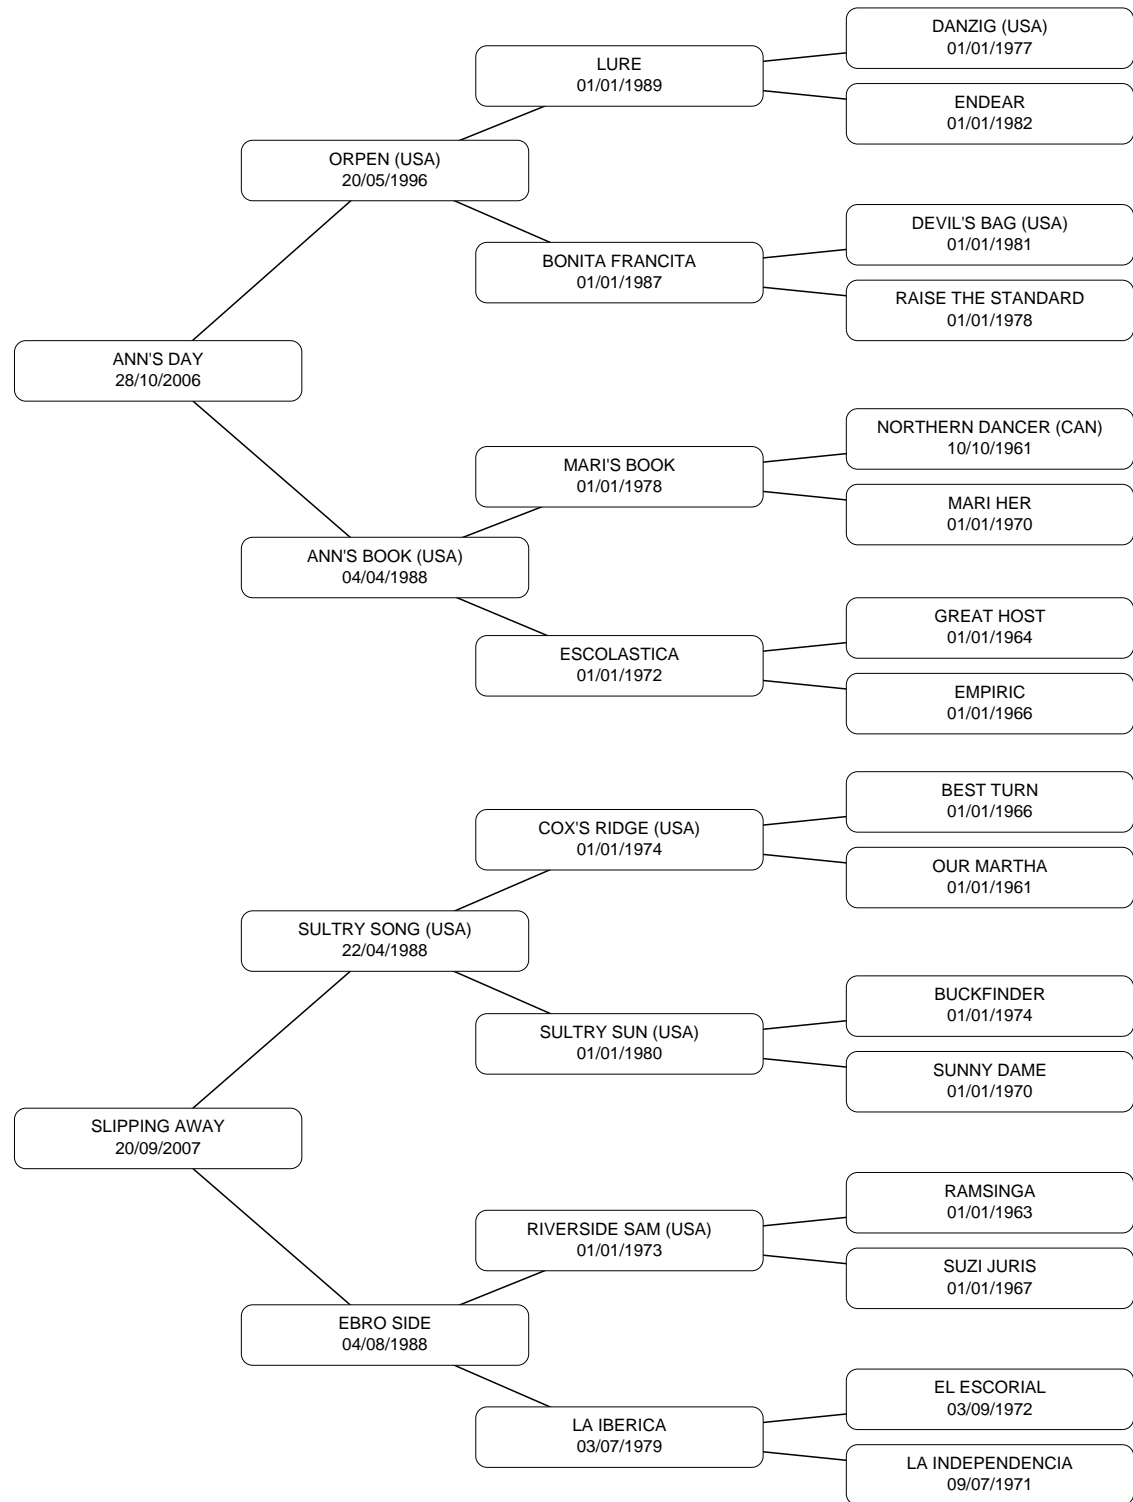 DANZIG (USA)
01/01/1977
LURE
01/01/1989
ENDEAR
01/01/1982
ORPEN (USA)
20/05/1996
DEVIL'S BAG (USA)
01/01/1981
BONITA FRANCITA
01/01/1987
RAISE THE STANDARD
01/01/1978
ANN'S DAY
28/10/2006
NORTHERN DANCER (CAN)
10/10/1961
MARI'S BOOK
01/01/1978
MARI HER
01/01/1970
ANN'S BOOK (USA)
04/04/1988
GREAT HOST
01/01/1964
ESCOLASTICA
01/01/1972
EMPIRIC
01/01/1966
BEST TURN
01/01/1966
COX'S RIDGE (USA)
01/01/1974
OUR MARTHA
01/01/1961
SULTRY SONG (USA)
22/04/1988
BUCKFINDER
01/01/1974
SULTRY SUN (USA)
01/01/1980
SUNNY DAME
01/01/1970
SLIPPING AWAY
20/09/2007
RAMSINGA
01/01/1963
RIVERSIDE SAM (USA)
01/01/1973
SUZI JURIS
01/01/1967
EBRO SIDE
04/08/1988
EL ESCORIAL
03/09/1972
LA IBERICA
03/07/1979
LA INDEPENDENCIA
09/07/1971